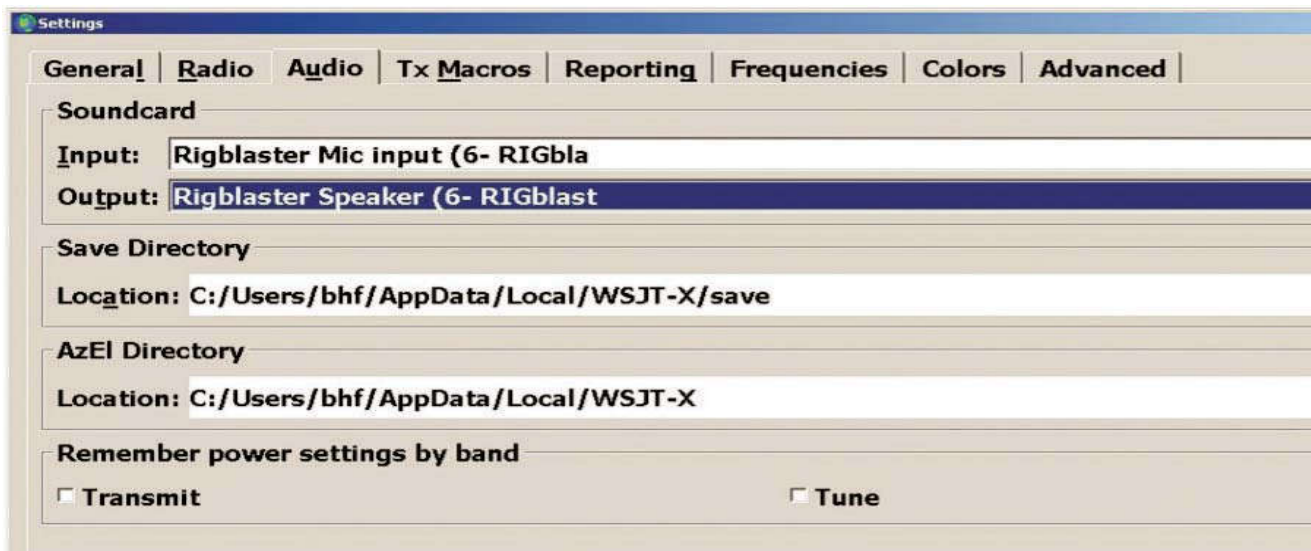 Settings
General Radio Audio Tx Macros Reporting Frequencies Colors Advanced
Soundcard
Input: Rigblaster Mic input (6- RIGbla
Output: Rigblaster Speaker (6- RIGblast
Save Directory
Location: C:/Users/bhf/AppData/Local/WSJT-X/save
AzEl Directory
Location: C:/Users/bhf/AppData/Local/WSJT-X
Remember power settings by band
Transmit Tune